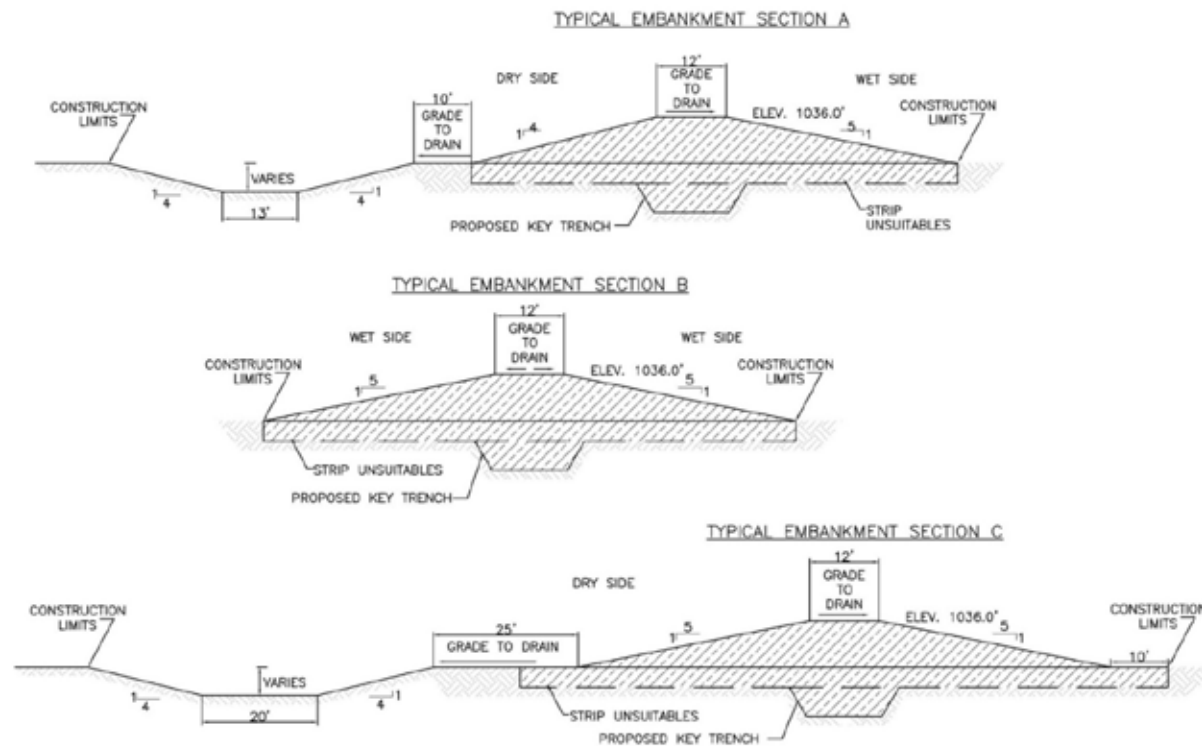 TYPICAL EMBANKMENT SECTION A
12'
DRY SIDE
GRADE
TO
DRAIN
WET SIDE
CONSTRUCTION
LIMITS
10'
GRADE
TO
DRAIN
1 4
ELEV. 1036.0'
5 1
CONSTRUCTION
LIMITS
VARIES
1
4
1
4
13'
PROPOSED KEY TRENCH
STRIP
UNSUITABLES
TYPICAL EMBANKMENT SECTION B
12'
WET SIDE
GRADE
TO
DRAIN
WET SIDE
CONSTRUCTION
LIMITS
1 5
ELEV. 1036.0'
5 1
CONSTRUCTION
LIMITS
STRIP UNSUITABLES
PROPOSED KEY TRENCH
TYPICAL EMBANKMENT SECTION C
12'
DRY SIDE
GRADE
TO
DRAIN
CONSTRUCTION
LIMITS
25'
GRADE TO DRAIN
1 5
ELEV. 1036.0'
5 1
CONSTRUCTION
LIMITS
10'
VARIES
1
4
1
4
20'
STRIP UNSUITABLES
PROPOSED KEY TRENCH